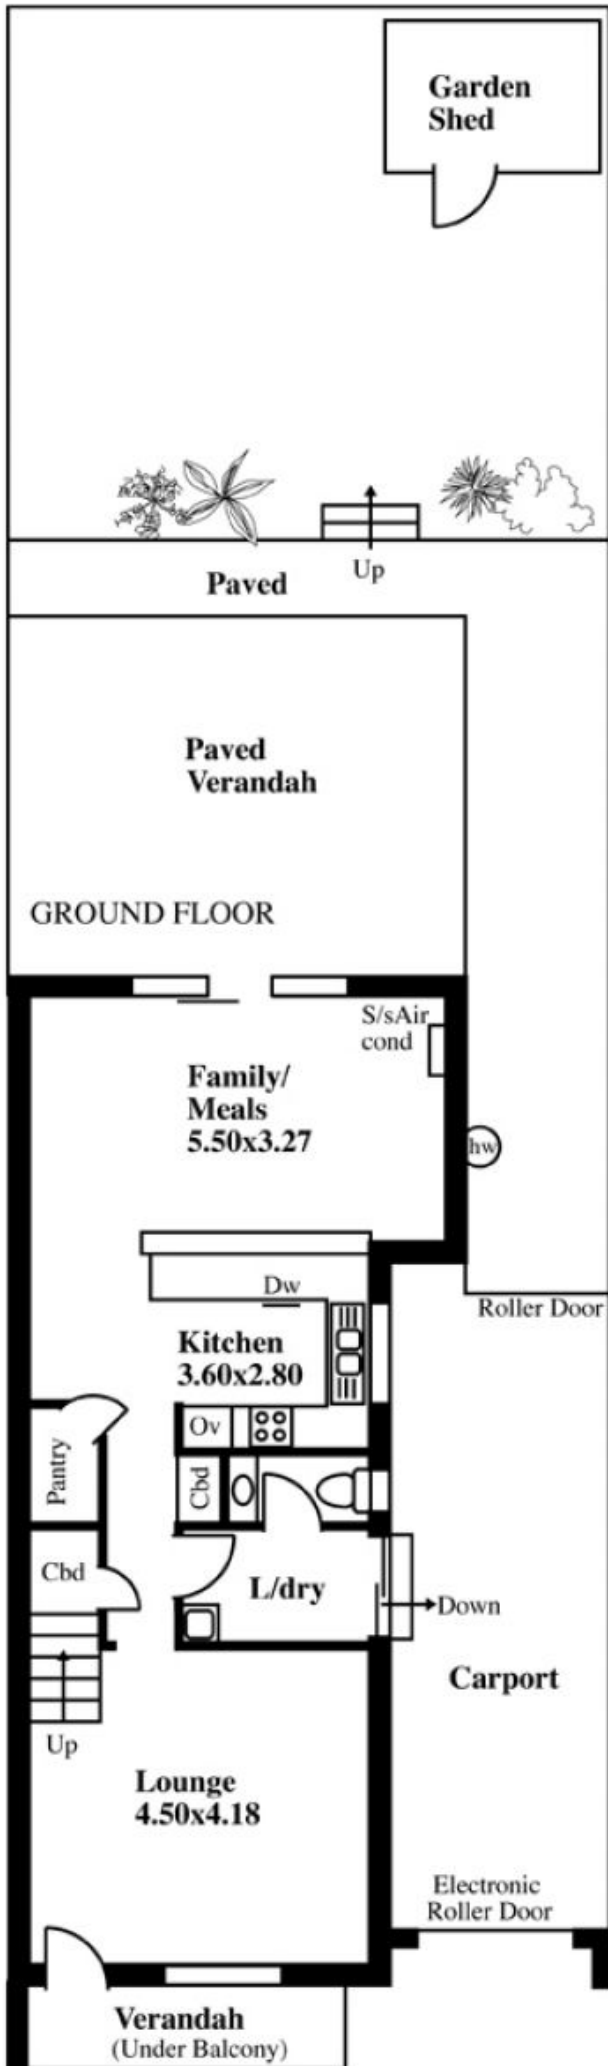 Garden
Shed
Up
Paved
Paved
Verandah
GROUND FLOOR
S/sAir
cond
Family/
Meals
5.50x3.27
hw
Dw
Roller Door
Kitchen
3.60x2.80
Ov
Pantry
Cbd
Cbd
L/dry
Down
Carport
Up
Lounge
4.50x4.18
Electronic
Roller Door
Verandah
(Under Balcony)